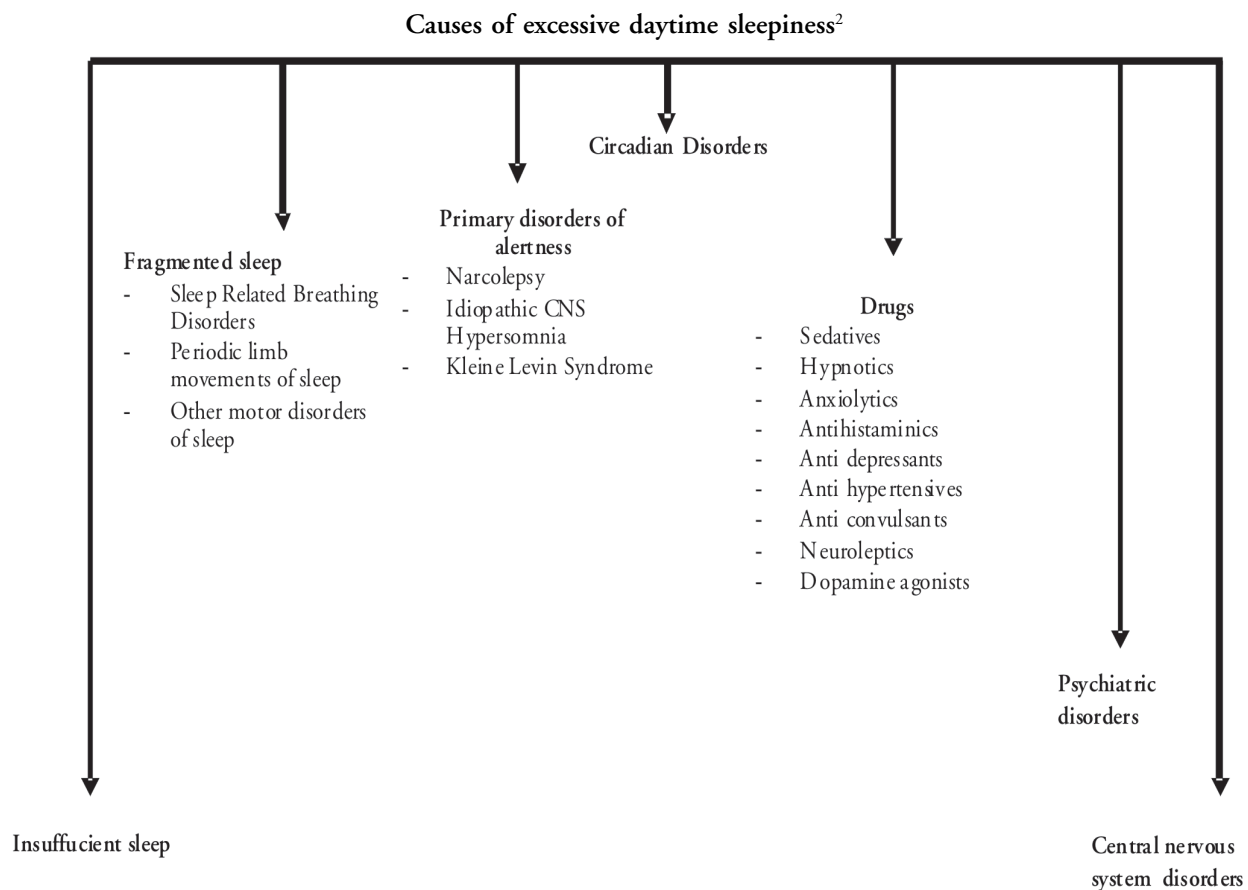 Causes of excessive daytime sleepiness²
Circadian Disorders
Primary disorders of
alertness
- Narcolepsy
- Idiopathic CNS
Hypersomnia
- Kleine Levin Syndrome
Fragmented sleep
- Sleep Related Breathing
Disorders
- Periodic limb
movements of sleep
- Other motor disorders
of sleep
Drugs
- Sedatives
- Hypnotics
- Anxiolytics
- Antihistaminics
- Anti depressants
- Anti hypertensives
- Anti convulsants
- Neuroleptics
- Dopamine agonists
Psychiatric
disorders
Insuffucient sleep
Central nervous
system disorders